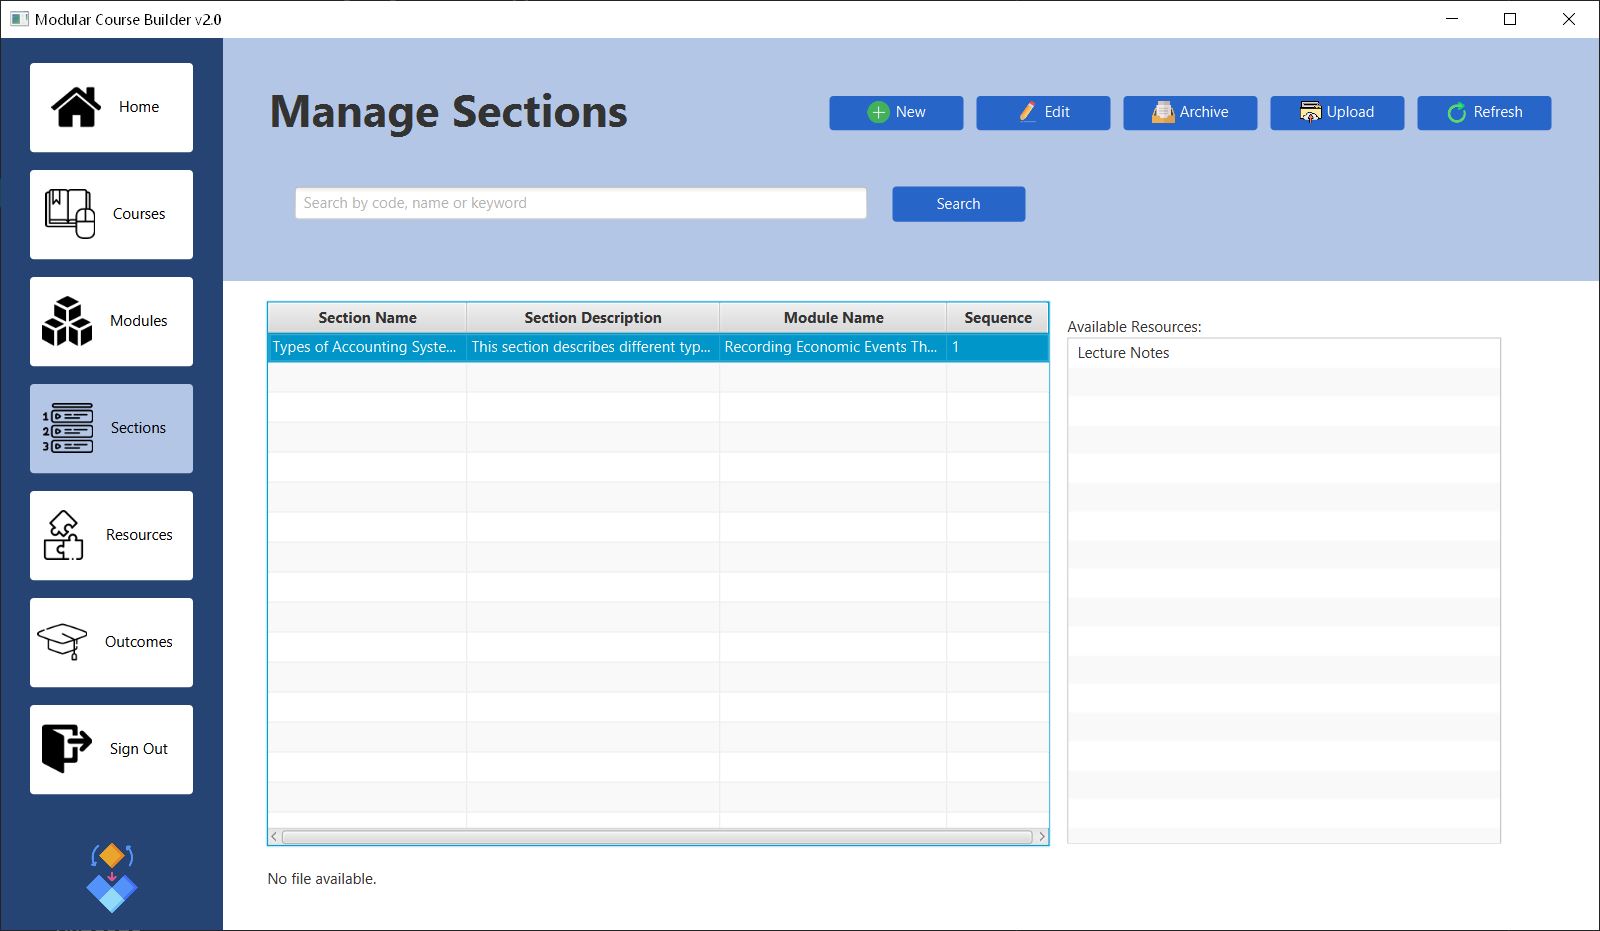 Modular Course Builder v2.0
Home
Courses
Modules
Sections
Resources
Outcomes
Sign Out
Manage Sections
New
Edit
Archive
Upload
Refresh
Search by code, name or keyword
Search
Section Name Section Description Module Name Sequence
Types of Accounting Syste... This section describes different typ... Recording Economic Events Th... 1
Available Resources:
Lecture Notes
No file available.